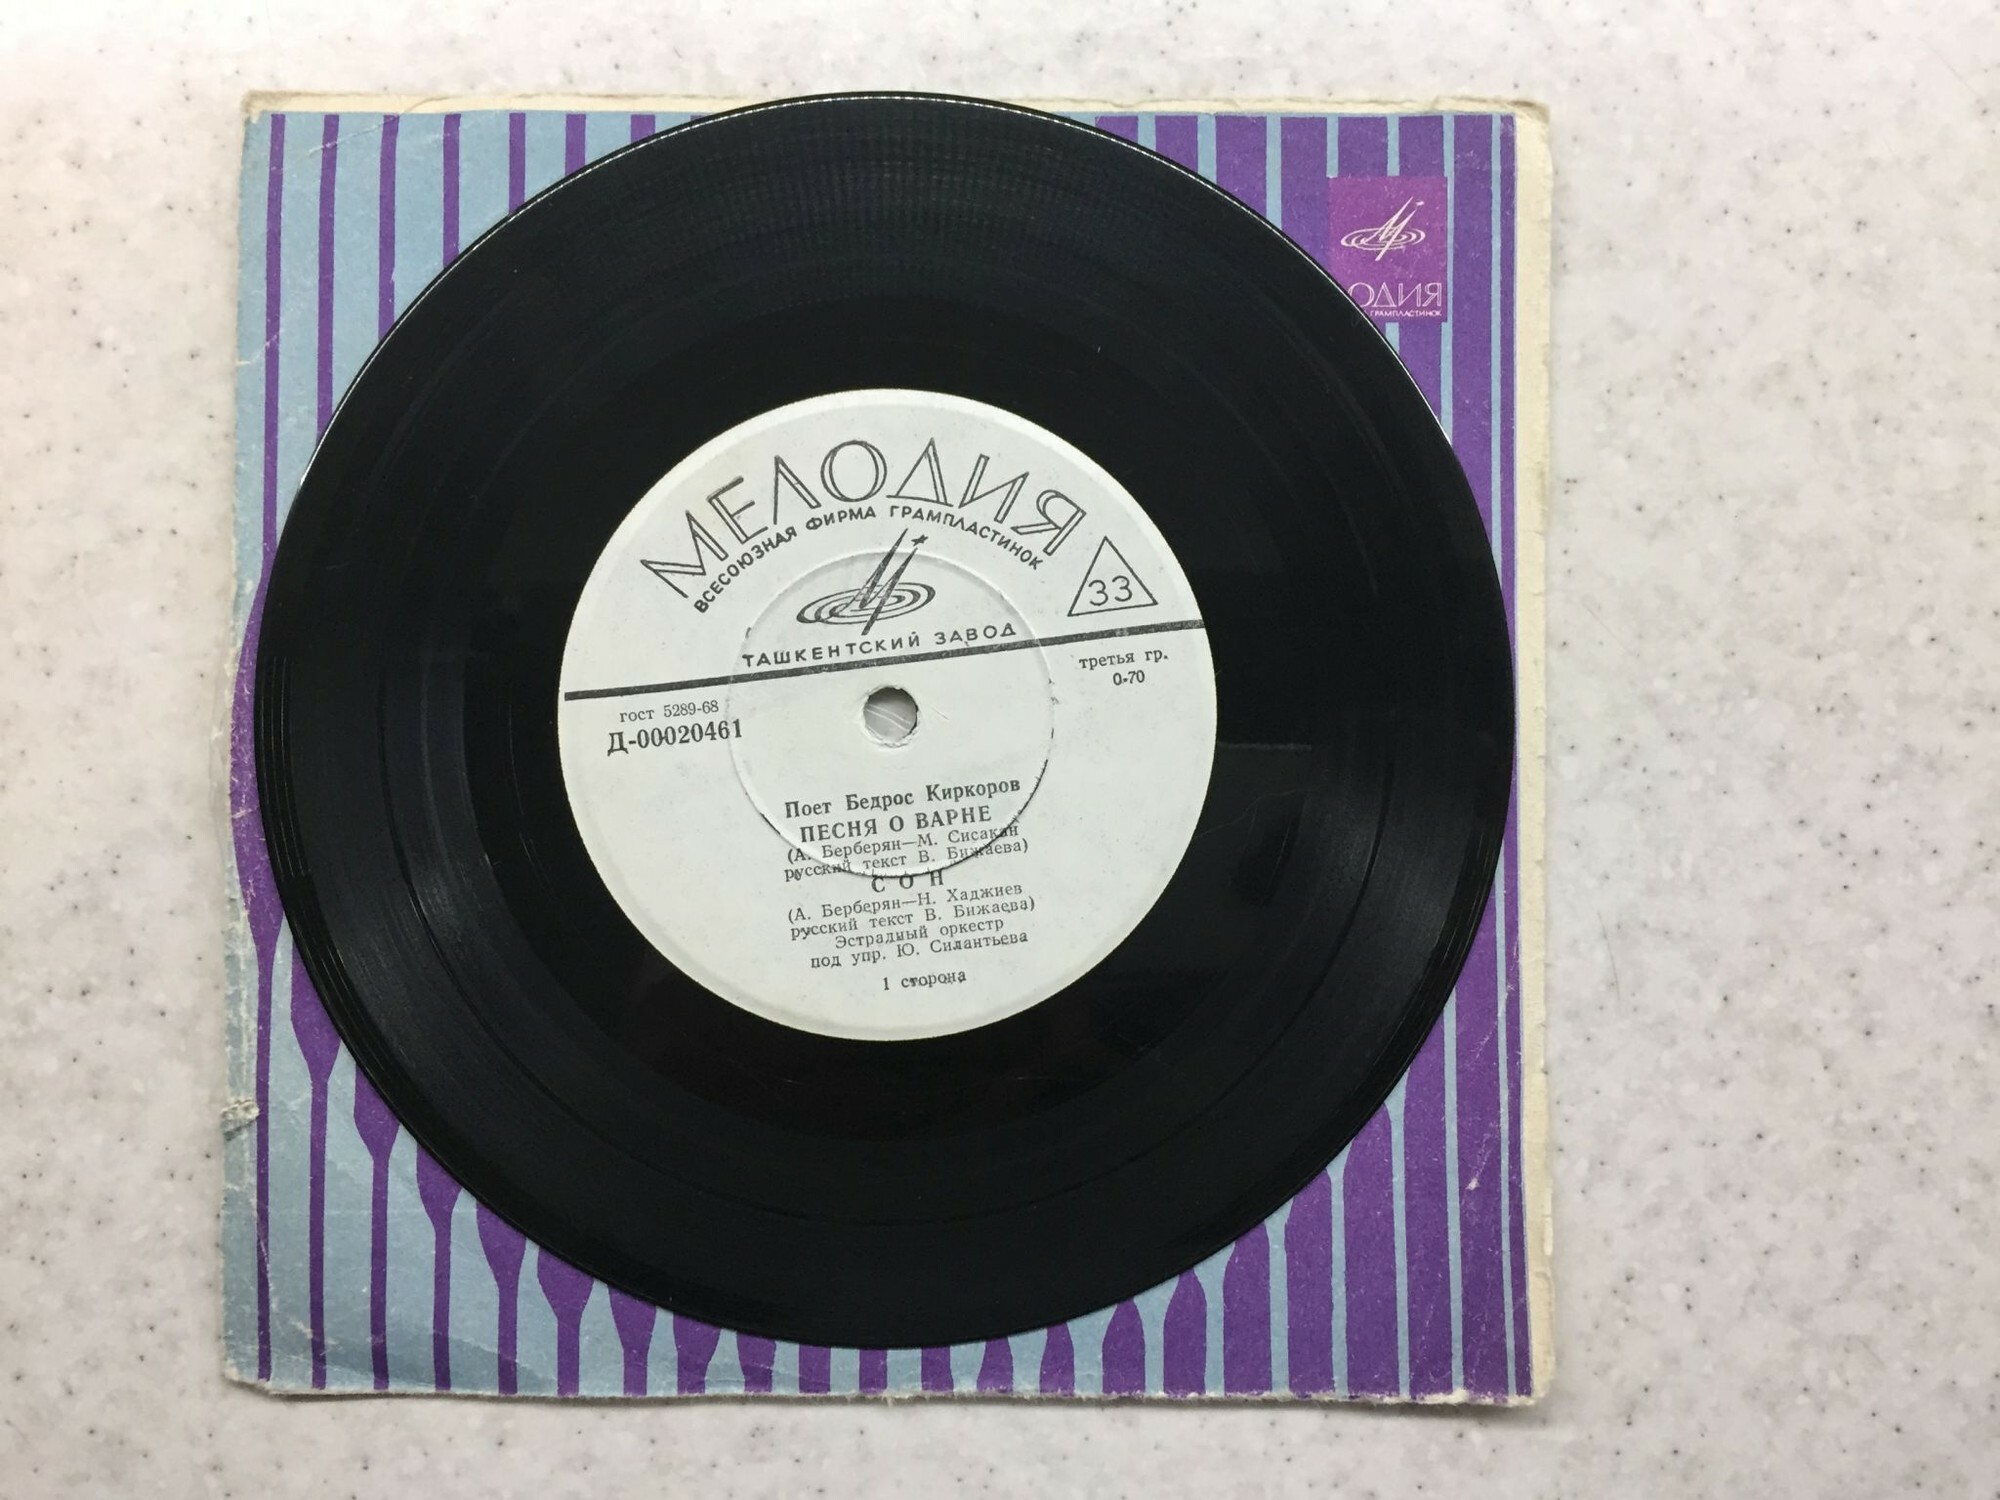 ОДИЯ
ГРАМПЛАСТИНОК
МЕЛОДИЯ
ВСЕСОЮЗНАЯ ФИРМА ГРАМПЛАСТИНОК
33
ТАШКЕНТСКИЙ ЗАВОД
третья гр.
0-70
гост 5289-68
Д-00020461
Поет Бедрос Киркоров
ПЕСНЯ О ВАРНЕ
(А. Берберян—М. Сисакян
русский текст В. Бижаева)
СОН
(А. Берберян—Н. Хаджиев
русский текст В. Бижаева)
Эстрадный оркестр
под упр. Ю. Силантьева
1 сторона